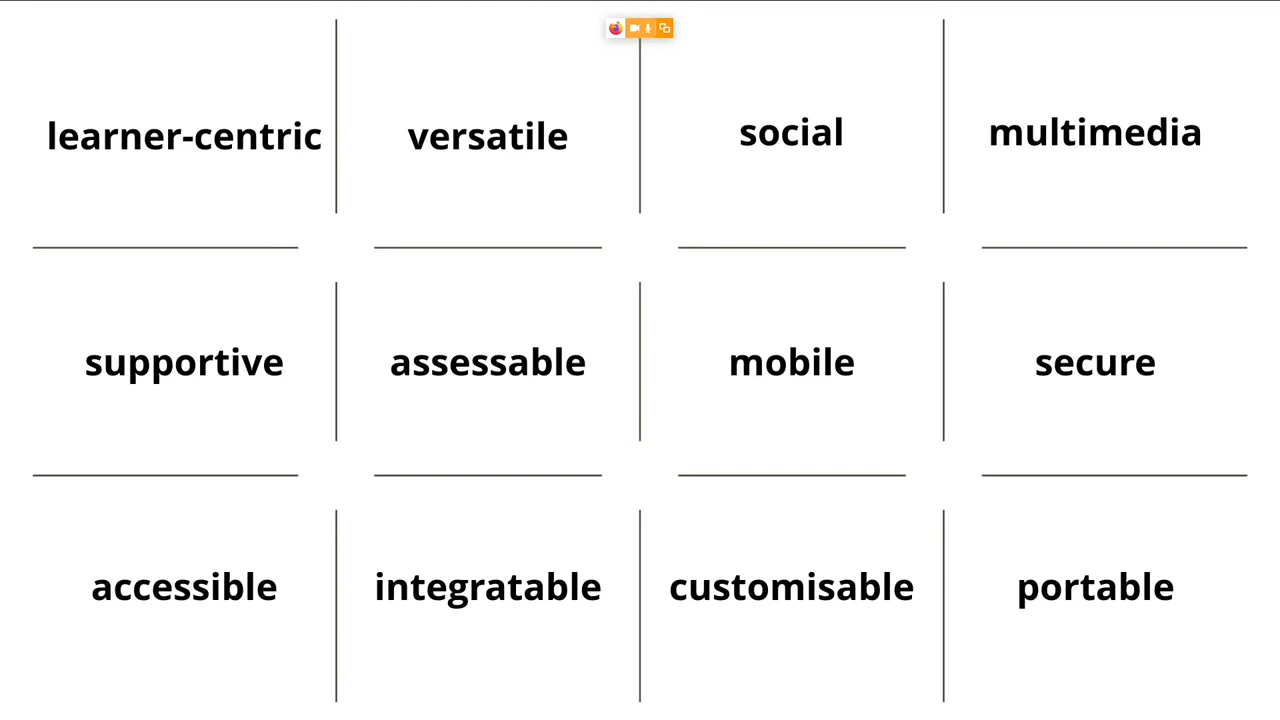 learner-centric
versatile
social
multimedia
supportive
assessable
mobile
secure
accessible
integratable
customisable
portable